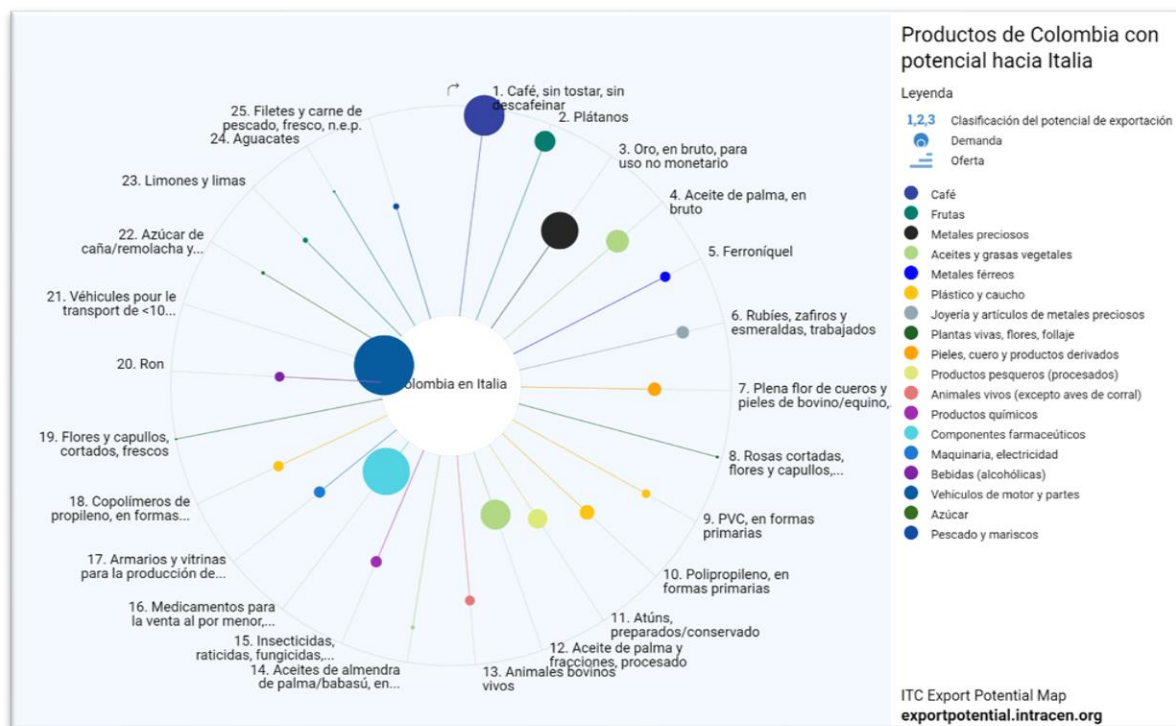 Productos de Colombia con
potencial hacia Italia
Leyenda
1,2,3 Clasificación del potencial de exportación
Demanda
Oferta
Café
Frutas
Metales preciosos
Aceites y grasas vegetales
Metales férreos
Plástico y caucho
Joyería y artículos de metales preciosos
Plantas vivas, flores, follaje
Pieles, cuero y productos derivados
Productos pesqueros (procesados)
Animales vivos (excepto aves de corral)
Productos químicos
Componentes farmaceúticos
Maquinaria, electricidad
Bebidas (alcohólicas)
Vehículos de motor y partes
Azúcar
Pescado y mariscos
ITC Export Potential Map
exportpotential.intracen.org
1. Café, sin tostar, sin
descafeinar
2. Plátanos
3. Oro, en bruto, para
uso no monetario
4. Aceite de palma, en
bruto
5. Ferroníquel
6. Rubíes, zafiros y
esmeraldas, trabajados
7. Plena flor de cueros y
pieles de bovino/equino,..
8. Rosas cortadas,
flores y capullos,...
9. PVC, en formas
primarias
10. Polipropileno, en
formas primarias
11. Atúns,
preparados/conservado
12. Aceite de palma y
fracciones, procesado
13. Animales bovinos
vivos
14. Aceites de almendra
de palma/babasú, en...
15. Insecticidas,
raticidas, fungicidas,...
16. Medicamentos para
la venta al por menor,...
17. Armarios y vitrinas
para la producción de...
18. Copolímeros de
propileno, en formas...
19. Flores y capullos,
cortados, frescos
20. Ron
21. Véhicules pour le
transport de <10...
22. Azúcar de
caña/remolacha y...
23. Limones y limas
24. Aguacates
25. Filetes y carne de
pescado, fresco, n.e.p.
olombia en Italia